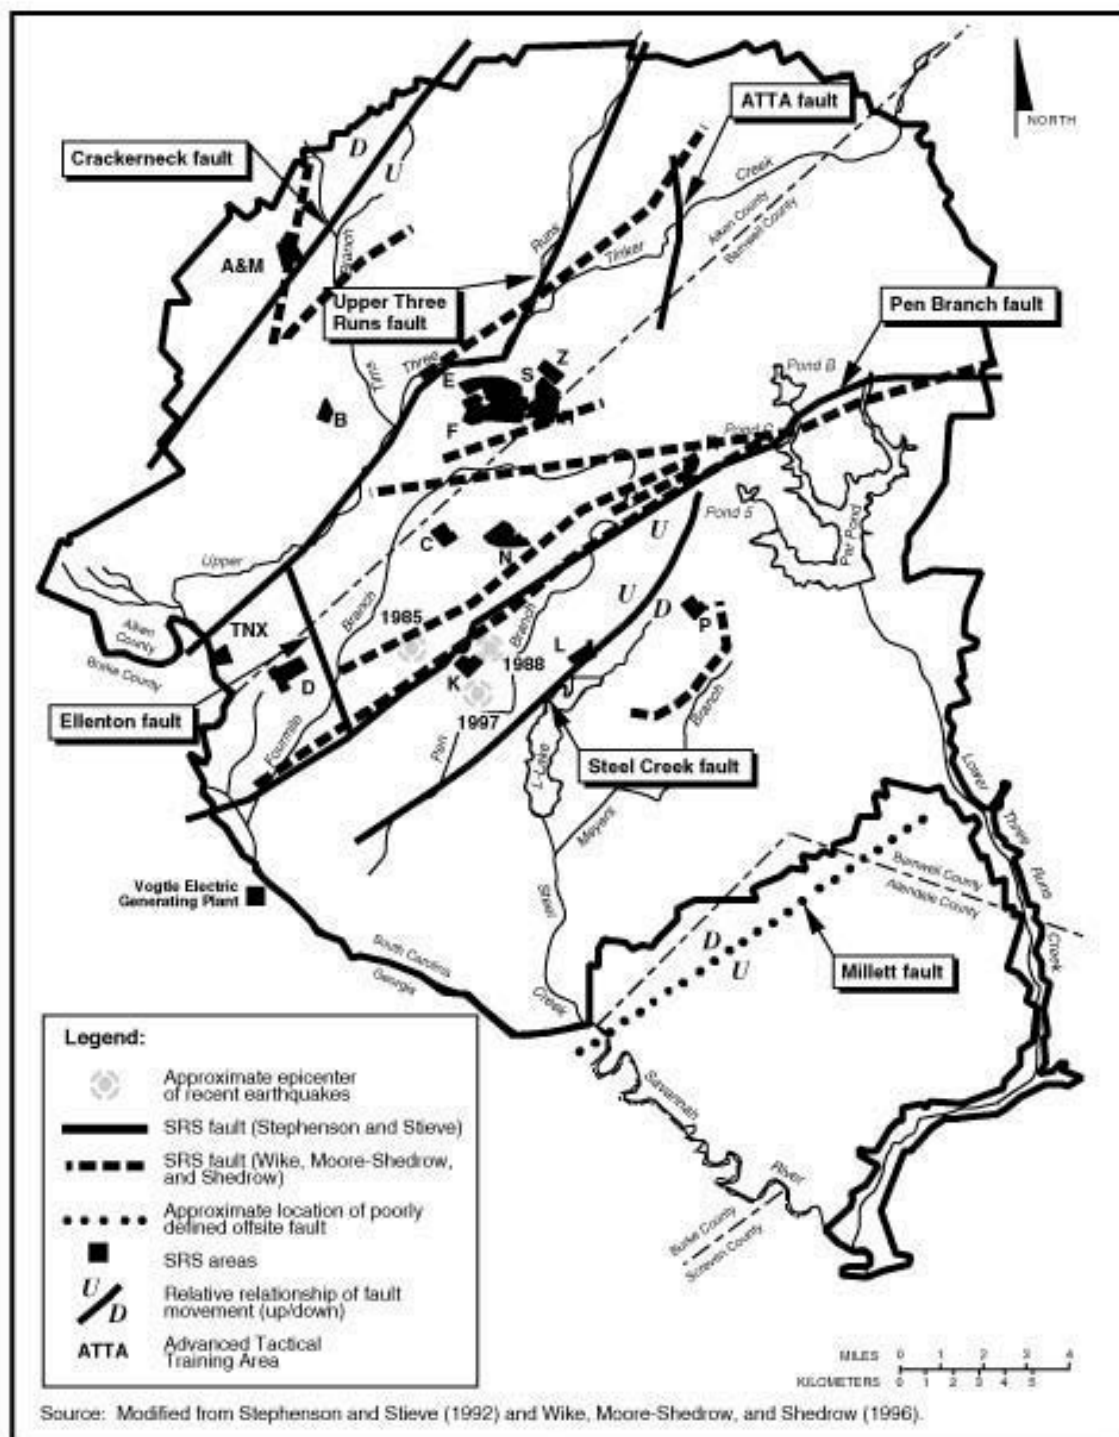 ATTA fault
NORTH
Crackerneck fault
D
U
Creek
Aiken County
Barnwell County
Branch
A&M
Runs
Tinker
Upper Three
Runs fault
Pen Branch fault
Three
Z
S
E
Pond B
Tims
B
F
Pond C
Pond 5
U
Par Pond
C
N
Upper
U
D
Branch
1985
Branch
P
Aiken
County
TNX
L
1988
Burke County
D
K
Ellenton fault
1997
Branch
Fourmile
Pen
Steel Creek fault
L-Lake
Lower
Meyers
Three
Barnwell County
Allendale County
Runs
Vogtle Electric
Generating Plant
Steel
D
U
South Carolina
Georgia
Millett fault
Creek
Creek
Legend:
Approximate epicenter
of recent earthquakes
SRS fault (Stephenson and Stieve)
SRS fault (Wike, Moore-Shedrow,
and Shedrow)
Approximate location of poorly
defined offsite fault
SRS areas
U
D
Relative relationship of fault
movement (up/down)
ATTA
Advanced Tactical
Training Area
Savannah
River
Burke County
Screven County
MILES 0 1 2 3 4
KILOMETERS 0 1 2 3 4 5
Source: Modified from Stephenson and Stieve (1992) and Wike, Moore-Shedrow, and Shedrow (1996).